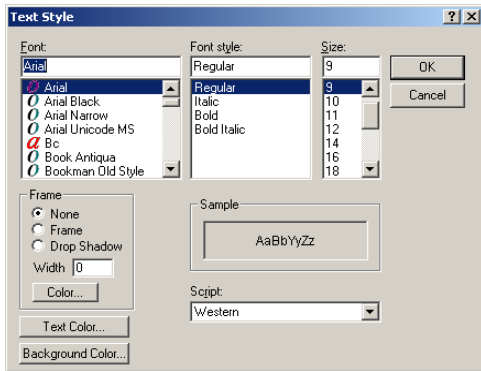 Text Style
Font:
Font style:
Size:
Arial
Regular
9
OK
Cancel
Arial
Arial Black
Arial Narrow
Arial Unicode MS
Bc
Book Antiqua
Bookman Old Style
Regular
Italic
Bold
Bold Italic
9
10
11
12
14
16
18
Frame
None
Frame
Drop Shadow
Width 0
Color...
Sample
AaBbYyZz
Script:
Western
Text Color...
Background Color...